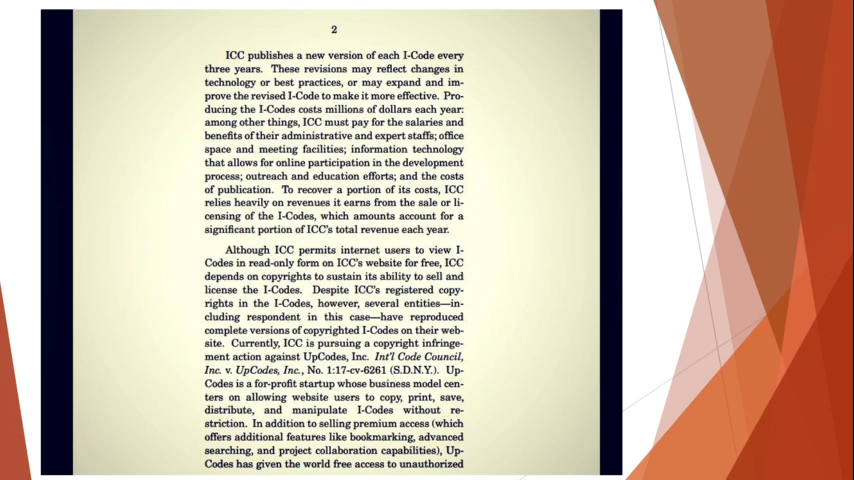 2
ICC publishes a new version of each I-Code every
three years. These revisions may reflect changes in
technology or best practices, or may expand and im-
prove the revised I-Code to make it more effective. Pro-
ducing the I-Codes costs millions of dollars each year:
among other things, ICC must pay for the salaries and
benefits of their administrative and expert staffs; office
space and meeting facilities; information technology
that allows for online participation in the development
process; outreach and education efforts; and the costs
of publication. To recover a portion of its costs, ICC
relies heavily on revenues it earns from the sale or li-
censing of the I-Codes, which amounts account for a
significant portion of ICC's total revenue each year.
Although ICC permits internet users to view I-
Codes in read-only form on ICC's website for free, ICC
depends on copyrights to sustain its ability to sell and
license the I-Codes. Despite ICC's registered copy-
rights in the I-Codes, however, several entities—in-
cluding respondent in this case—have reproduced
complete versions of copyrighted I-Codes on their web-
site. Currently, ICC is pursuing a copyright infringe-
ment action against UpCodes, Inc. Int'l Code Council,
Inc. v. UpCodes, Inc., No. 1:17-cv-6261 (S.D.N.Y.). Up-
Codes is a for-profit startup whose business model cen-
ters on allowing website users to copy, print, save,
distribute, and manipulate I-Codes without re-
striction. In addition to selling premium access (which
offers additional features like bookmarking, advanced
searching, and project collaboration capabilities), Up-
Codes has given the world free access to unauthorized